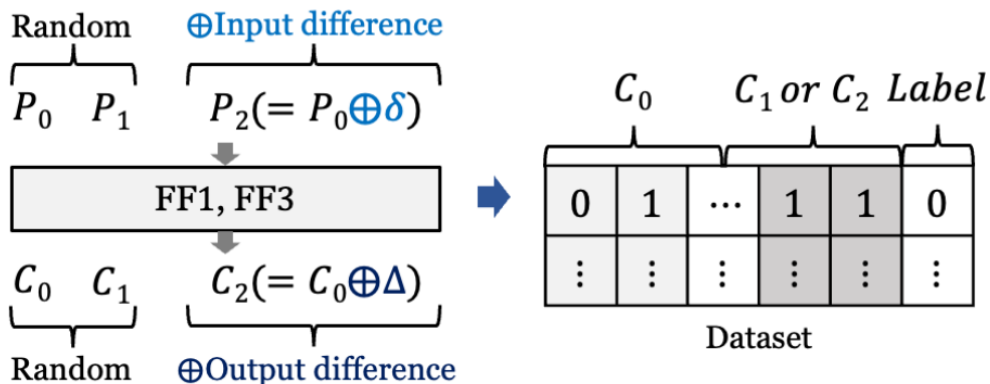 Random ⊕Input difference
P₀ P₁ P₂(= P₀⊕δ)
FF1, FF3
C₀ C₁ C₂(= C₀⊕Δ)
Random ⊕Output difference
C₀ C₁ or C₂ Label
0 1 ⋯ 1 1 0
⋮ ⋮ ⋮ ⋮ ⋮ ⋮
Dataset